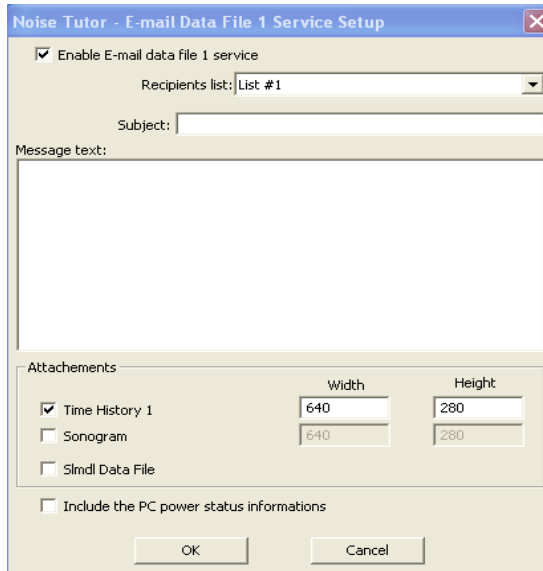 Noise Tutor - E-mail Data File 1 Service Setup
Enable E-mail data file 1 service
Recipients list: List #1
Subject:
Message text:
Attachements
Width Height
Time History 1 640 280
Sonogram 640 280
Slmdl Data File
Include the PC power status informations
OK Cancel